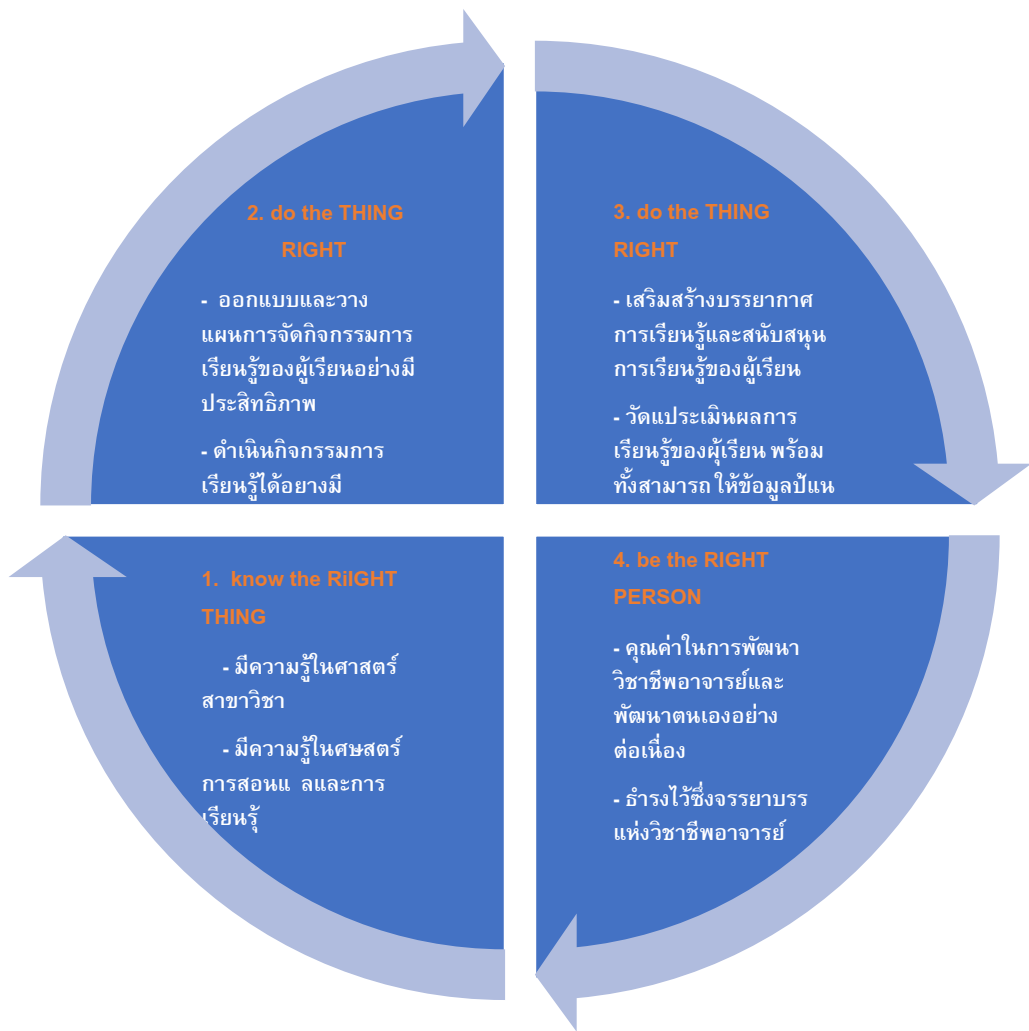 2. do the THING
RIGHT
- ออกแบบและวาง
แผนการจัดกิจกรรมการ
เรียนรู้ของผู้เรียนอย่างมี
ประสิทธิภาพ
- ดำเนินกิจกรรมการ
เรียนรู้ได้อยางมี
3. do the THING
RIGHT
- เสริมสร้างบรรยากาศ
การเรียนรู้และสนับสนุน
การเรียนรู้ของผู้เรียน
- วัดแประเมินผลการ
เรียนรู้ของผุ้เรียน พร้อม
ทั้งสามารถ ให้ข้อมูลป้แน
1. know the RiIGHT
THING
- มีความรู้ในศาสตร์
สาขาวิชา
- มีความรู้ในศษสตร์
การสอนแ ลและการ
เรียนรุ้
4. be the RIGHT
PERSON
- คุณค่าในการพัฒหา
วิชาชีพอาจารย์และ
พัฒหาตนเองอย่าง
ต่อเนื่อง
- ธำรงไว้ซึ่งจรรยาบรร
แห่งวิชาชีพอาจารย์